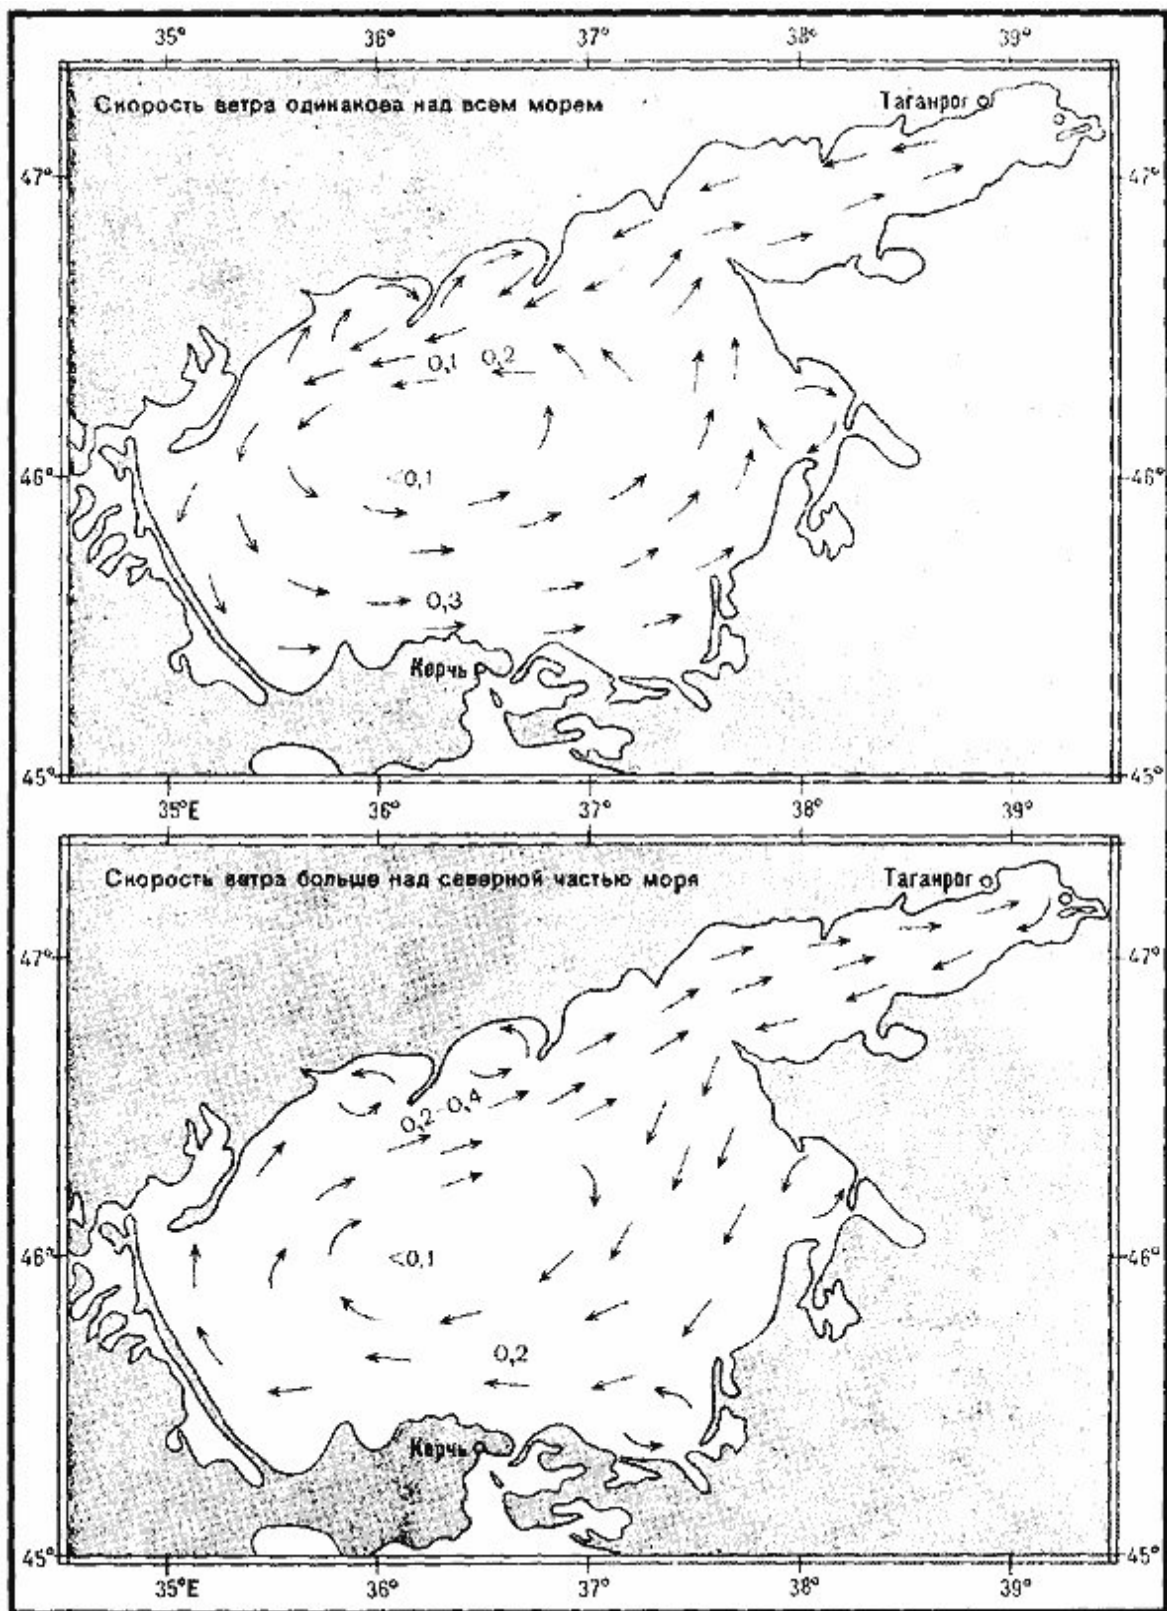 35° 36° 37° 38° 39°
Скорость ветра одинакова над всем морем
Таганрог
47° 47°
0,1 0,2
46° <0,1 46°
0,3
Керчь
45° 45°
35°E 36° 37° 38° 39°
Скорость ветра больше над северной частью моря
Таганрог
47° 47°
0,2-0,4
46° <0,1 46°
0,2
Керчь
45° 45°
35°E 36° 37° 38° 39°